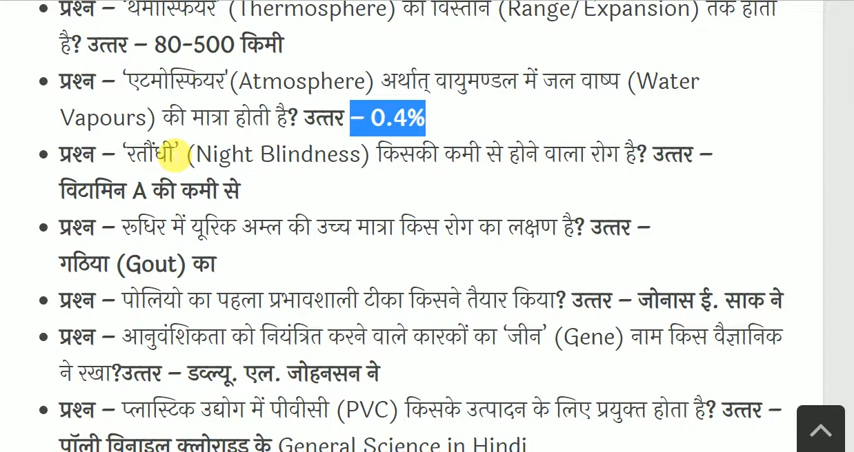 प्रश्न – 'थर्मोस्फियर' (Thermosphere) का विस्तार (Range/Expansion) तक होता
है? उत्तर – 80-500 किमी
प्रश्न – 'एटमोस्फियर'(Atmosphere) अर्थात् वायुमण्डल में जल वाष्प (Water
Vapours) की मात्रा होती है? उत्तर – 0.4%
प्रश्न – 'रतौंधी' (Night Blindness) किसकी कमी से होने वाला रोग है? उत्तर –
विटामिन A की कमी से
प्रश्न – रूधिर में यूरिक अम्ल की उच्च मात्रा किस रोग का लक्षण है? उत्तर –
गठिया (Gout) का
प्रश्न – पोलियो का पहला प्रभावशाली टीका किसने तैयार किया? उत्तर – जोनास ई. साक ने
प्रश्न – आनुवंशिकता को नियंत्रित करने वाले कारकों का 'जीन' (Gene) नाम किस वैज्ञानिक
ने रखा?उत्तर – डव्ल्यू. एल. जोहनसन ने
प्रश्न – प्लास्टिक उद्योग में पीवीसी (PVC) किसके उत्पादन के लिए प्रयुक्त होता है? उत्तर –
पॉली विनाइल क्लोराइड के General Science in Hindi